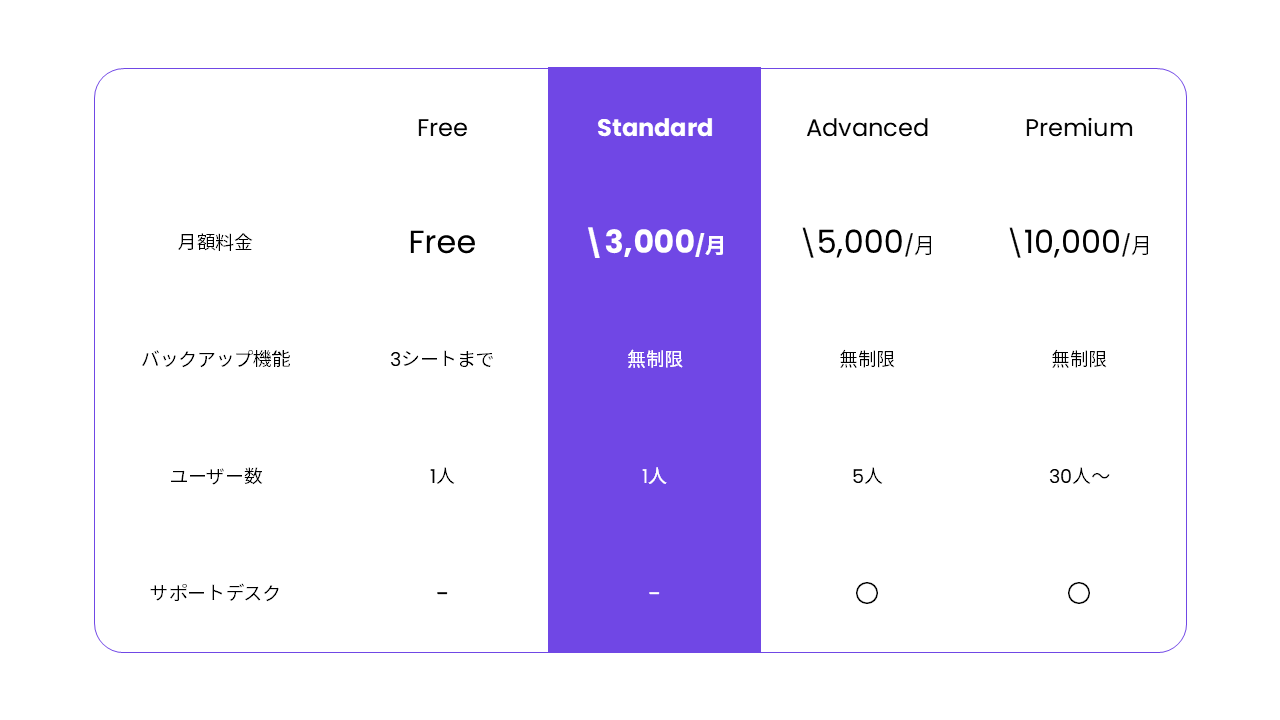 Free Standard Advanced Premium
月額料金 Free \3,000/月 \5,000/月 \10,000/月
バックアップ機能 3シートまで 無制限 無制限 無制限
ユーザー数 1人 1人 5人 30人〜
サポートデスク - - 〇 〇